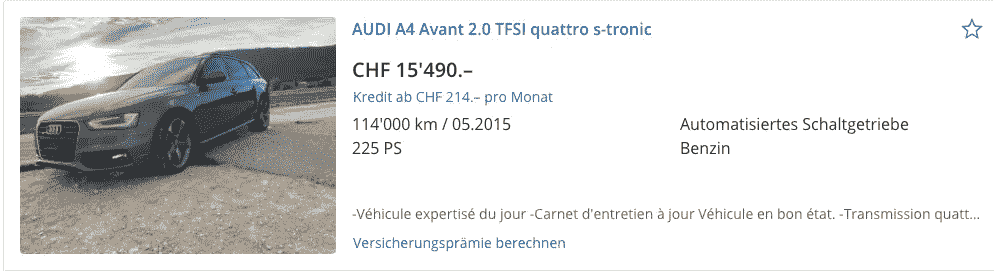 AUDI A4 Avant 2.0 TFSI quattro s-tronic
CHF 15'490.–
Kredit ab CHF 214.– pro Monat
114'000 km / 05.2015
Automatisiertes Schaltgetriebe
225 PS
Benzin
-Véhicule expertisé du jour -Carnet d'entretien à jour Véhicule en bon état. -Transmission quatt...
Versicherungsprämie berechnen